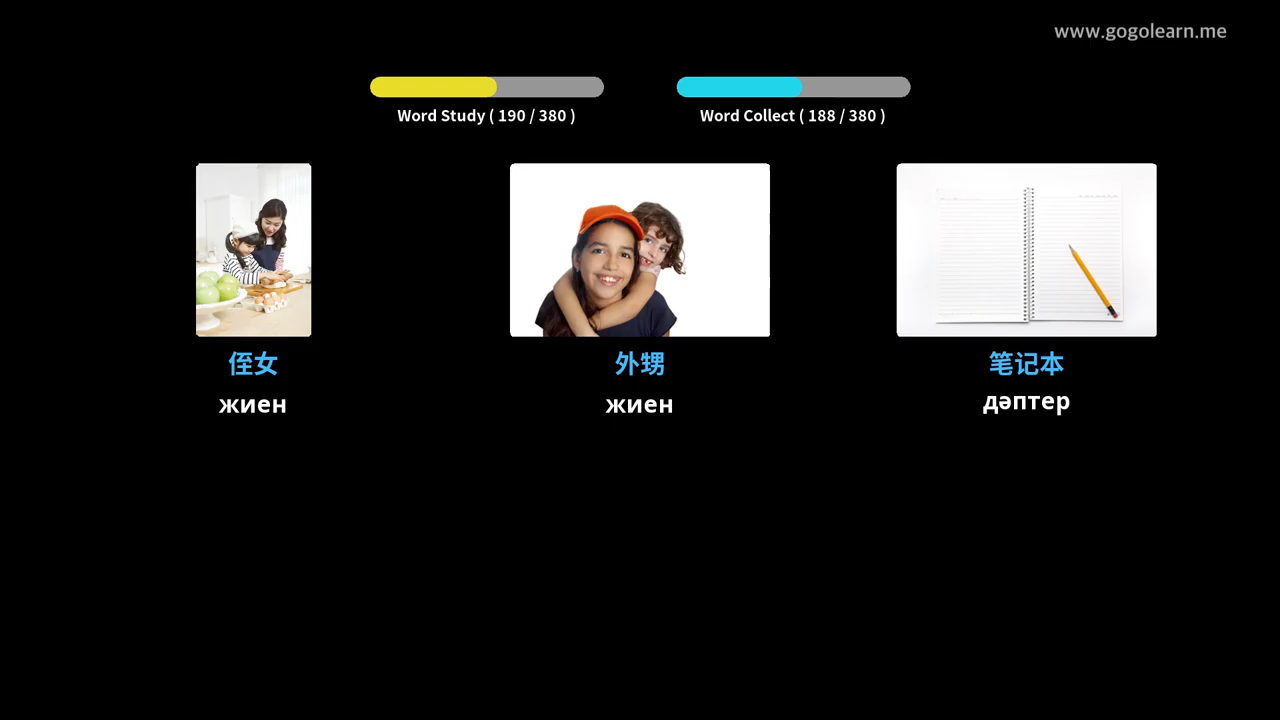 www.gogolearn.me
Word Study ( 190 / 380 )
Word Collect ( 188 / 380 )
侄女
外甥
笔记本
жиен
жиен
дәптер